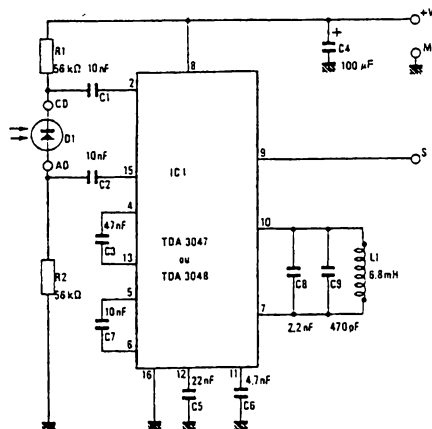 +V
R1
56 kΩ
10nF
C1
2
8
+
C4
100 µF
M
CD
D1
AD
10nF
C2
15
IC1
9
S
4
47nF
C3
13
TDA 3047
ou
TDA 3048
10
C8
C9
L1
6.8mH
R2
56kΩ
5
10nF
C7
6
7
2,2nF
470pF
16
12
22nF
C5
11
4,7nF
C6